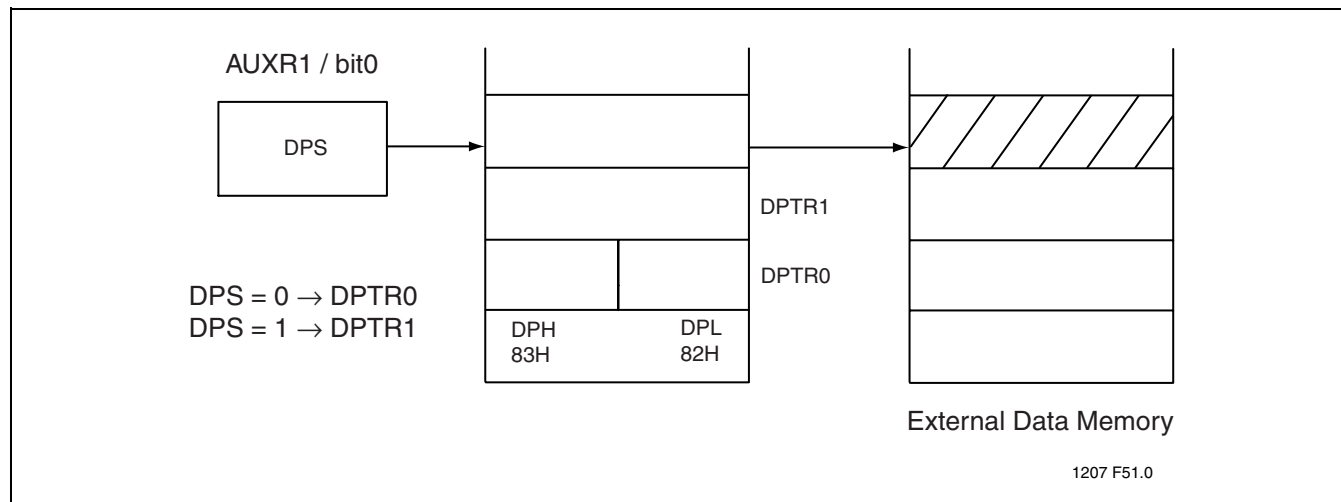 AUXR1 / bit0
DPS
DPTR1
DPTR0
DPS = 0 → DPTR0
DPS = 1 → DPTR1
DPH
83H
DPL
82H
External Data Memory
1207 F51.0